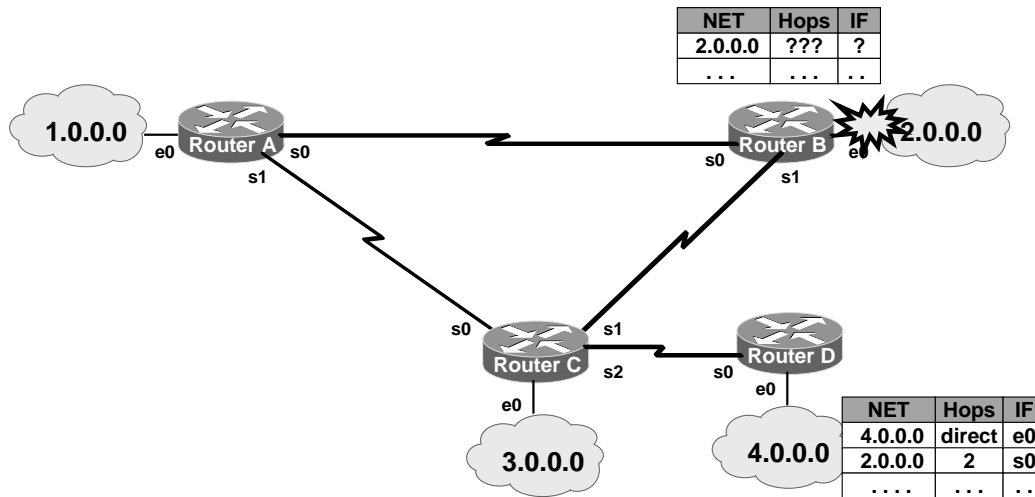 NET Hops IF
2.0.0.0 ??? ?
. . . . . . . .
1.0.0.0
e0
Router A
s0
s1
s0
Router B
e0
2.0.0.0
s1
s0
s1
Router C
s2
s0
Router D
e0
e0
3.0.0.0
4.0.0.0
NET Hops IF
4.0.0.0 direct e0
2.0.0.0 2 s0
. . . . . . . . .